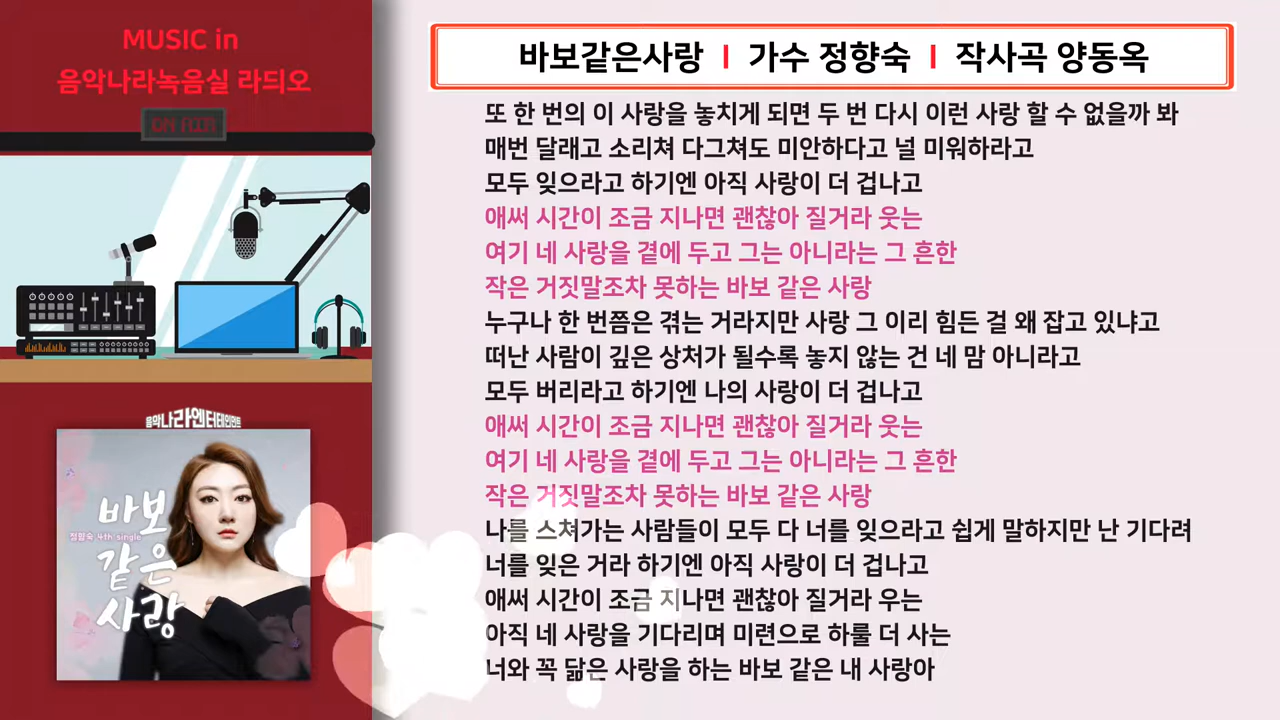 MUSIC in
음악나라녹음실 라듸오
ON AIR
음악나라엔터테인먼트
바보
정향숙 4th single
같은
사랑
바보같은사랑 I 가수 정향숙 I 작사곡 양동옥
또 한 번의 이 사랑을 놓치게 되면 두 번 다시 이런 사랑 할 수 없을까 봐
매번 달래고 소리쳐 다그쳐도 미안하다고 널 미워하라고
모두 잊으라고 하기엔 아직 사랑이 더 겁나고
애써 시간이 조금 지나면 괜찮아 질거라 웃는
여기 네 사랑을 곁에 두고 그는 아니라는 그 흔한
작은 거짓말조차 못하는 바보 같은 사랑
누구나 한 번쯤은 겪는 거라지만 사랑 그 이리 힘든 걸 왜 잡고 있냐고
떠난 사람이 깊은 상처가 될수록 놓지 않는 건 네 맘 아니라고
모두 버리라고 하기엔 나의 사랑이 더 겁나고
애써 시간이 조금 지나면 괜찮아 질거라 웃는
여기 네 사랑을 곁에 두고 그는 아니라는 그 흔한
작은 거짓말조차 못하는 바보 같은 사랑
나를 스쳐가는 사람들이 모두 다 너를 잊으라고 쉽게 말하지만 난 기다려
너를 잊은 거라 하기엔 아직 사랑이 더 겁나고
애써 시간이 조금 지나면 괜찮아 질거라 우는
아직 네 사랑을 기다리며 미련으로 하룰 더 사는
너와 꼭 닮은 사랑을 하는 바보 같은 내 사랑아